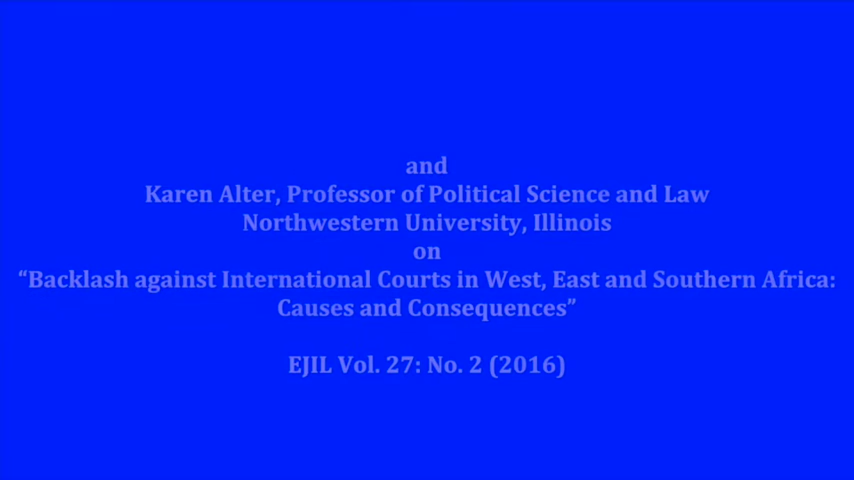 and
Karen Alter, Professor of Political Science and Law
Northwestern University, Illinois
on
“Backlash against International Courts in West, East and Southern Africa:
Causes and Consequences”
EJIL Vol. 27: No. 2 (2016)